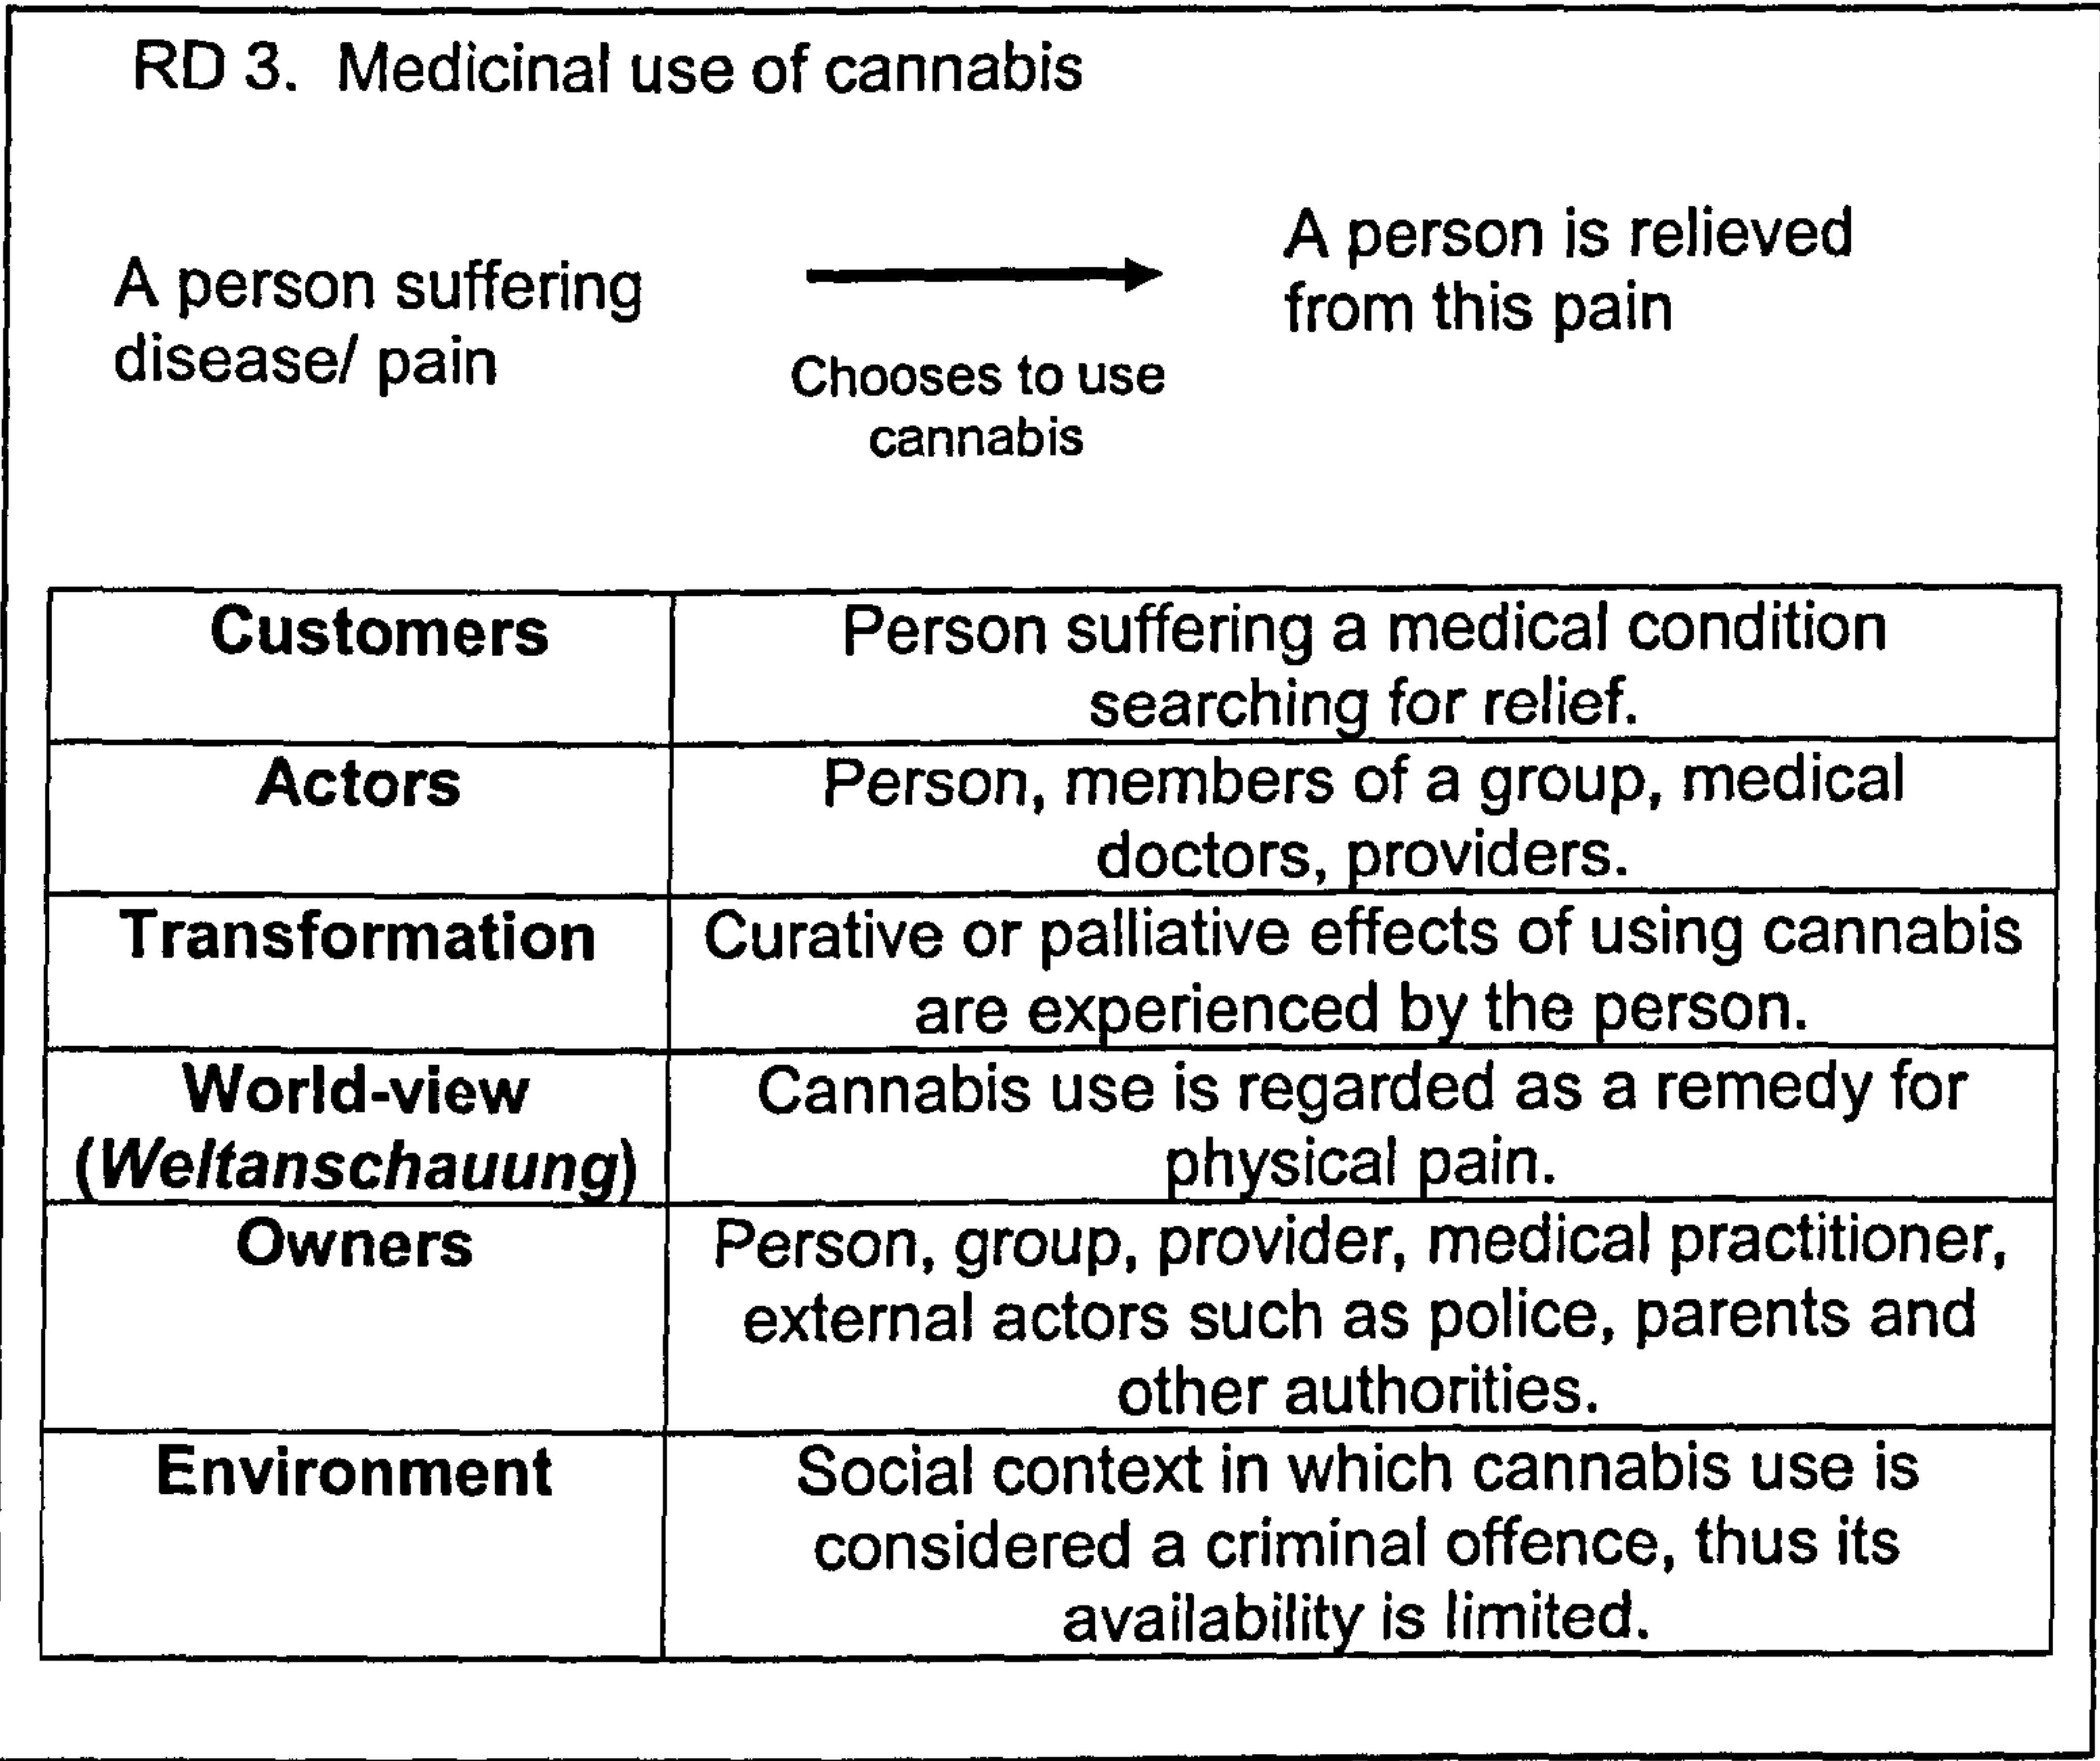 RD 3. Medicinal use of cannabis
A person suffering
disease/ pain
Chooses to use
cannabis
A person is relieved
from this pain
Customers
Person suffering a medical condition
searching for relief.
Actors
Person, members of a group, medical
doctors, providers.
Transformation
Curative or palliative effects of using cannabis
are experienced by the person.
World-view
(Weltanschauung)
Cannabis use is regarded as a remedy for
physical pain.
Owners
Person, group, provider, medical practitioner,
external actors such as police, parents and
other authorities.
Environment
Social context in which cannabis use is
considered a criminal offence, thus its
availability is limited.